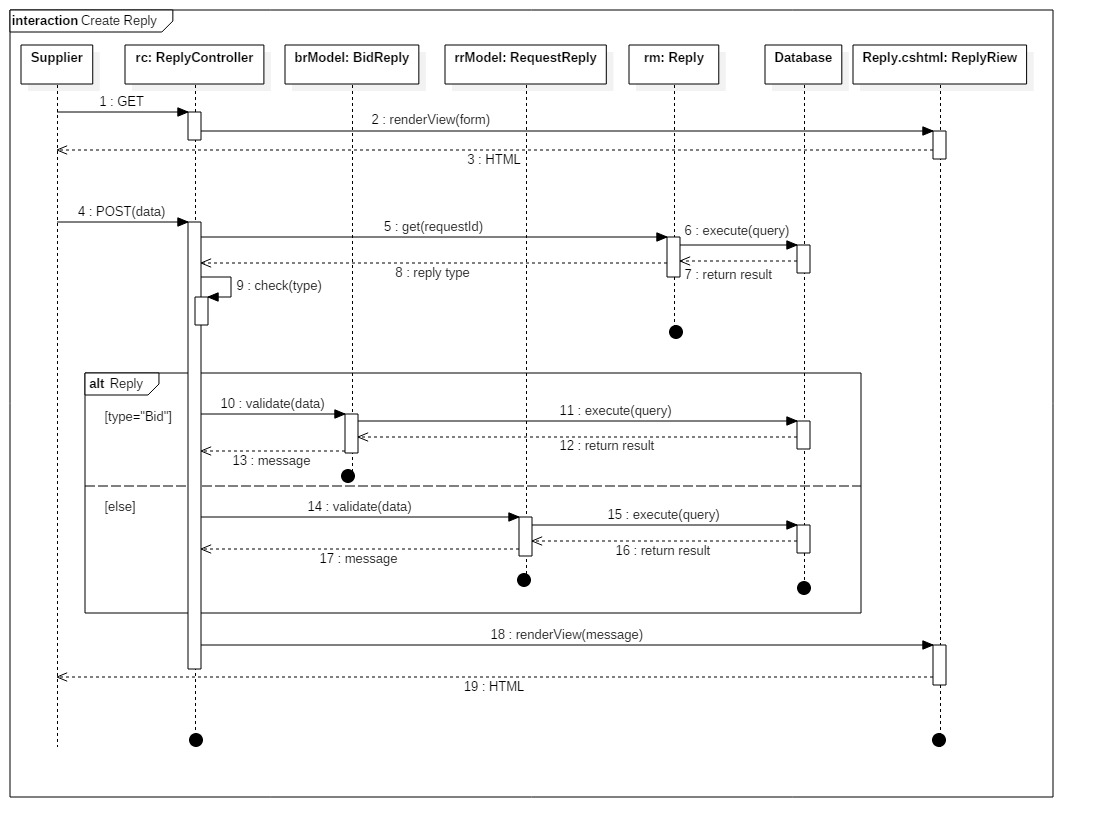 interaction Create Reply
Supplier
rc: ReplyController
brModel: BidReply
rrModel: RequestReply
rm: Reply
Database
Reply.cshtml: ReplyRiew
1 : GET
2 : renderView(form)
3 : HTML
4 : POST(data)
5 : get(requestId)
6 : execute(query)
7 : return result
8 : reply type
9 : check(type)
alt Reply
[type="Bid"]
10 : validate(data)
11 : execute(query)
12 : return result
13 : message
[else]
14 : validate(data)
15 : execute(query)
16 : return result
17 : message
18 : renderView(message)
19 : HTML